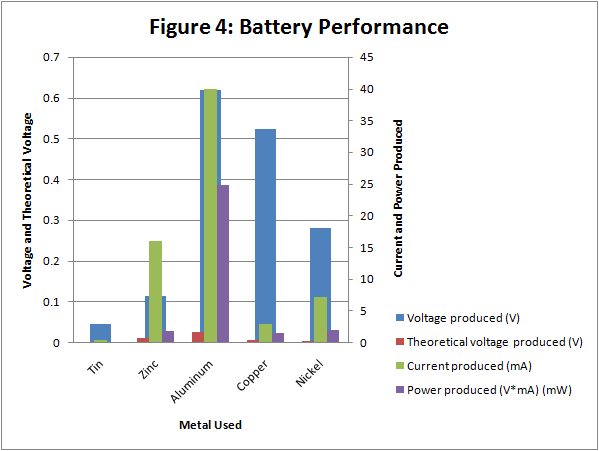 Figure 4: Battery Performance
Voltage and Theoretical Voltage
0.7
0.6
0.5
0.4
0.3
0.2
0.1
0
45
40
35
30
25
20
15
10
5
0
Current and Power Produced
Tin
Zinc
Aluminum
Copper
Nickel
Metal Used
Voltage produced (V)
Theoretical voltage produced (V)
Current produced (mA)
Power produced (V*mA) (mW)